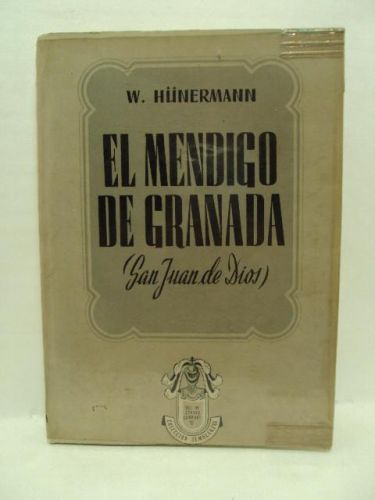 W. HÜNERMANN
EL MENDIGO
DE GRANADA
(San Juan de Dios)